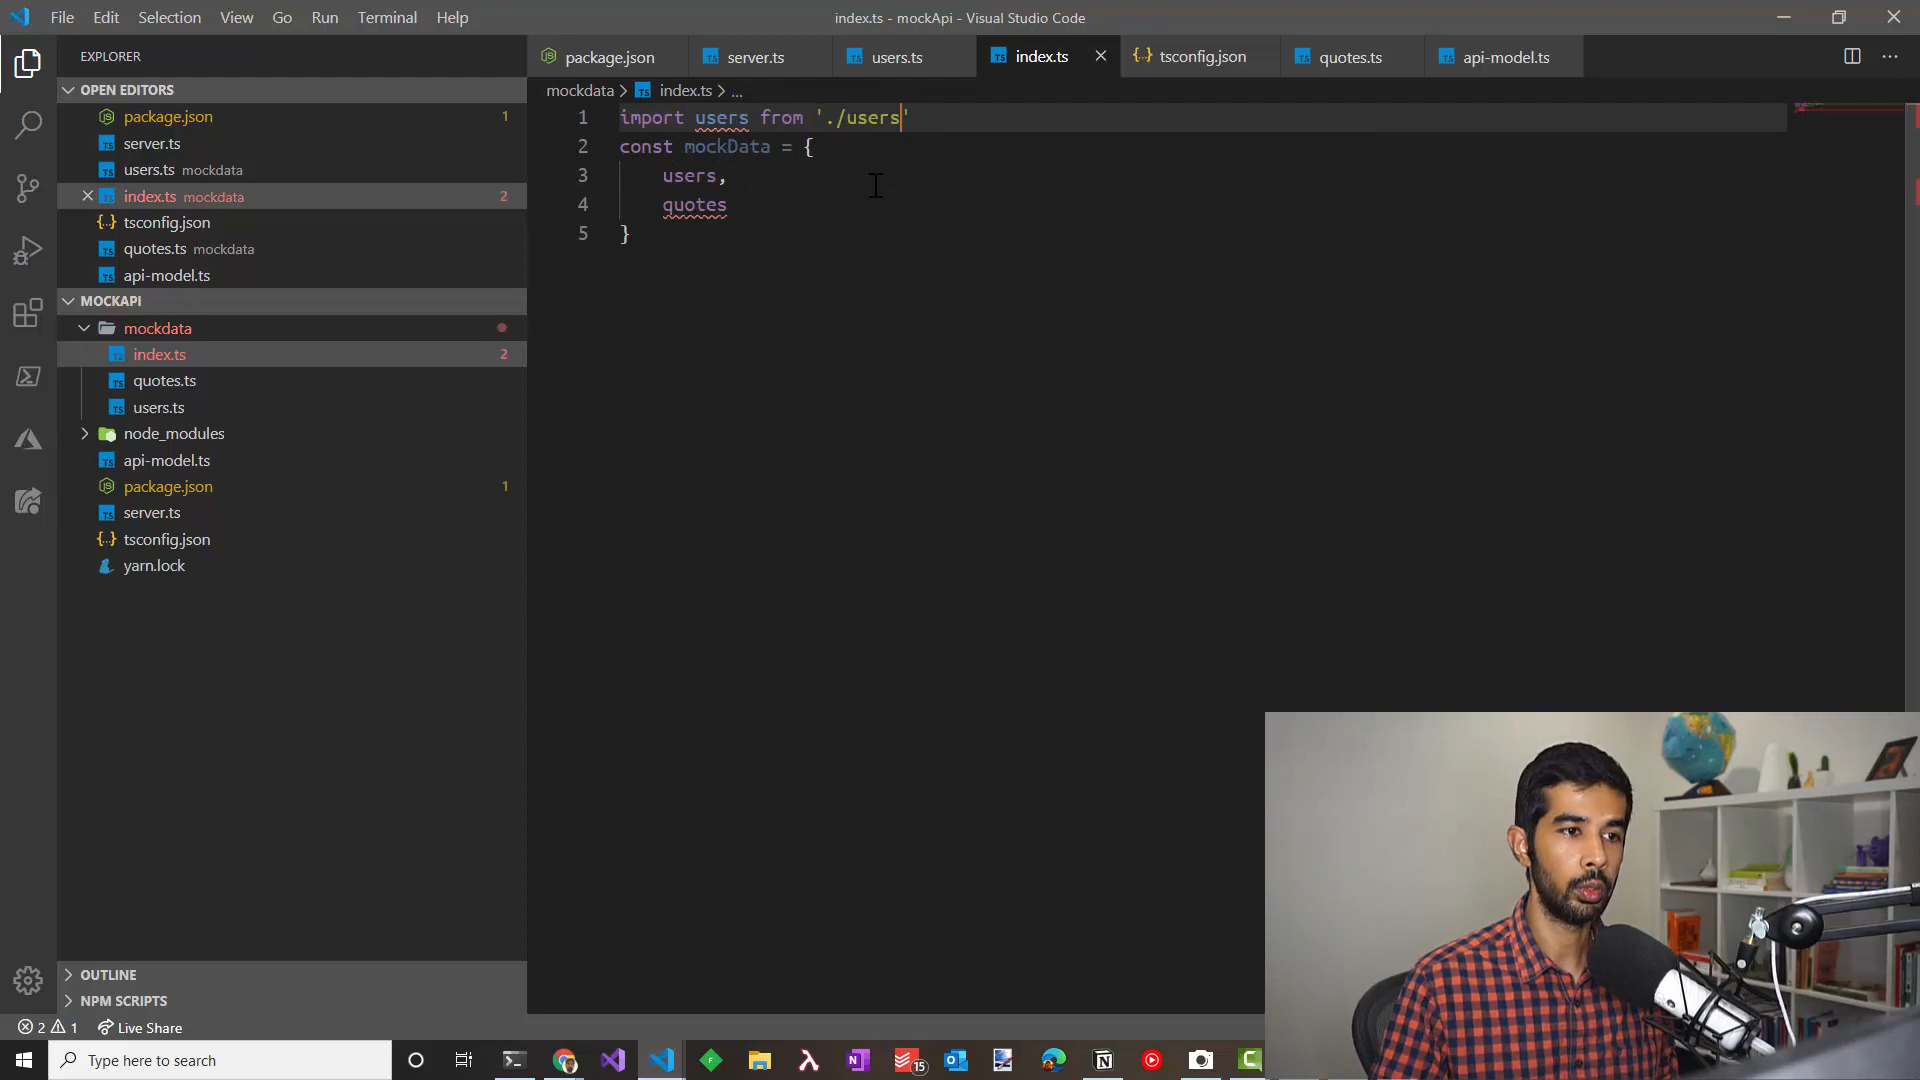 File Edit Selection View Go Run Terminal Help
index.ts - mockApi - Visual Studio Code
EXPLORER
package.json server.ts users.ts index.ts tsconfig.json quotes.ts api-model.ts
OPEN EDITORS
package.json 1
server.ts
users.ts mockdata
index.ts mockdata 2
tsconfig.json
quotes.ts mockdata
api-model.ts
MOCKAPI
mockdata
index.ts 2
quotes.ts
users.ts
node_modules
api-model.ts
package.json 1
server.ts
tsconfig.json
yarn.lock
OUTLINE
NPM SCRIPTS
mockdata > index.ts > ...
1 import users from './users'
2 const mockData = {
3 users,
4 quotes
5 }
2 1 Live Share
Type here to search
15